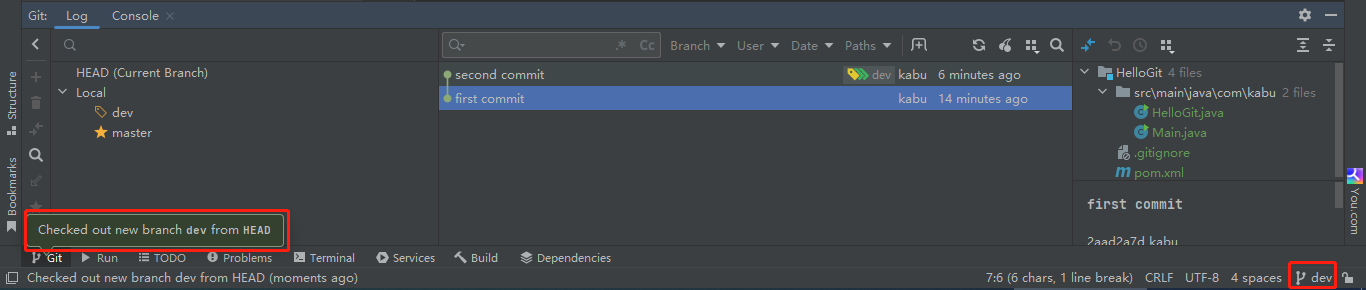 Git: Log Console
.* Cc Branch User Date Paths
HEAD (Current Branch)
Local
dev
master
second commit dev kabu 6 minutes ago
first commit kabu 14 minutes ago
HelloGit 4 files
src\main\java\com\kabu 2 files
HelloGit.java
Main.java
.gitignore
pom.xml
first commit
2aad2a7d kabu
Structure
Bookmarks
You.com
Checked out new branch dev from HEAD
Git Run TODO Problems Terminal Services Build Dependencies
Checked out new branch dev from HEAD (moments ago) 7:6 (6 chars, 1 line break) CRLF UTF-8 4 spaces dev